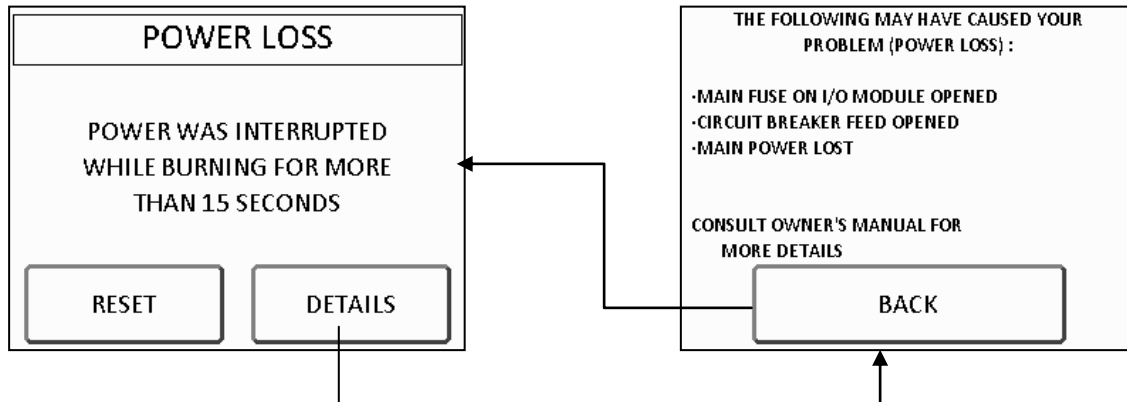 POWER LOSS
POWER WAS INTERRUPTED
WHILE BURNING FOR MORE
THAN 15 SECONDS
RESET
DETAILS
THE FOLLOWING MAY HAVE CAUSED YOUR
PROBLEM (POWER LOSS) :
·MAIN FUSE ON I/O MODULE OPENED
·CIRCUIT BREAKER FEED OPENED
·MAIN POWER LOST
CONSULT OWNER'S MANUAL FOR
MORE DETAILS
BACK